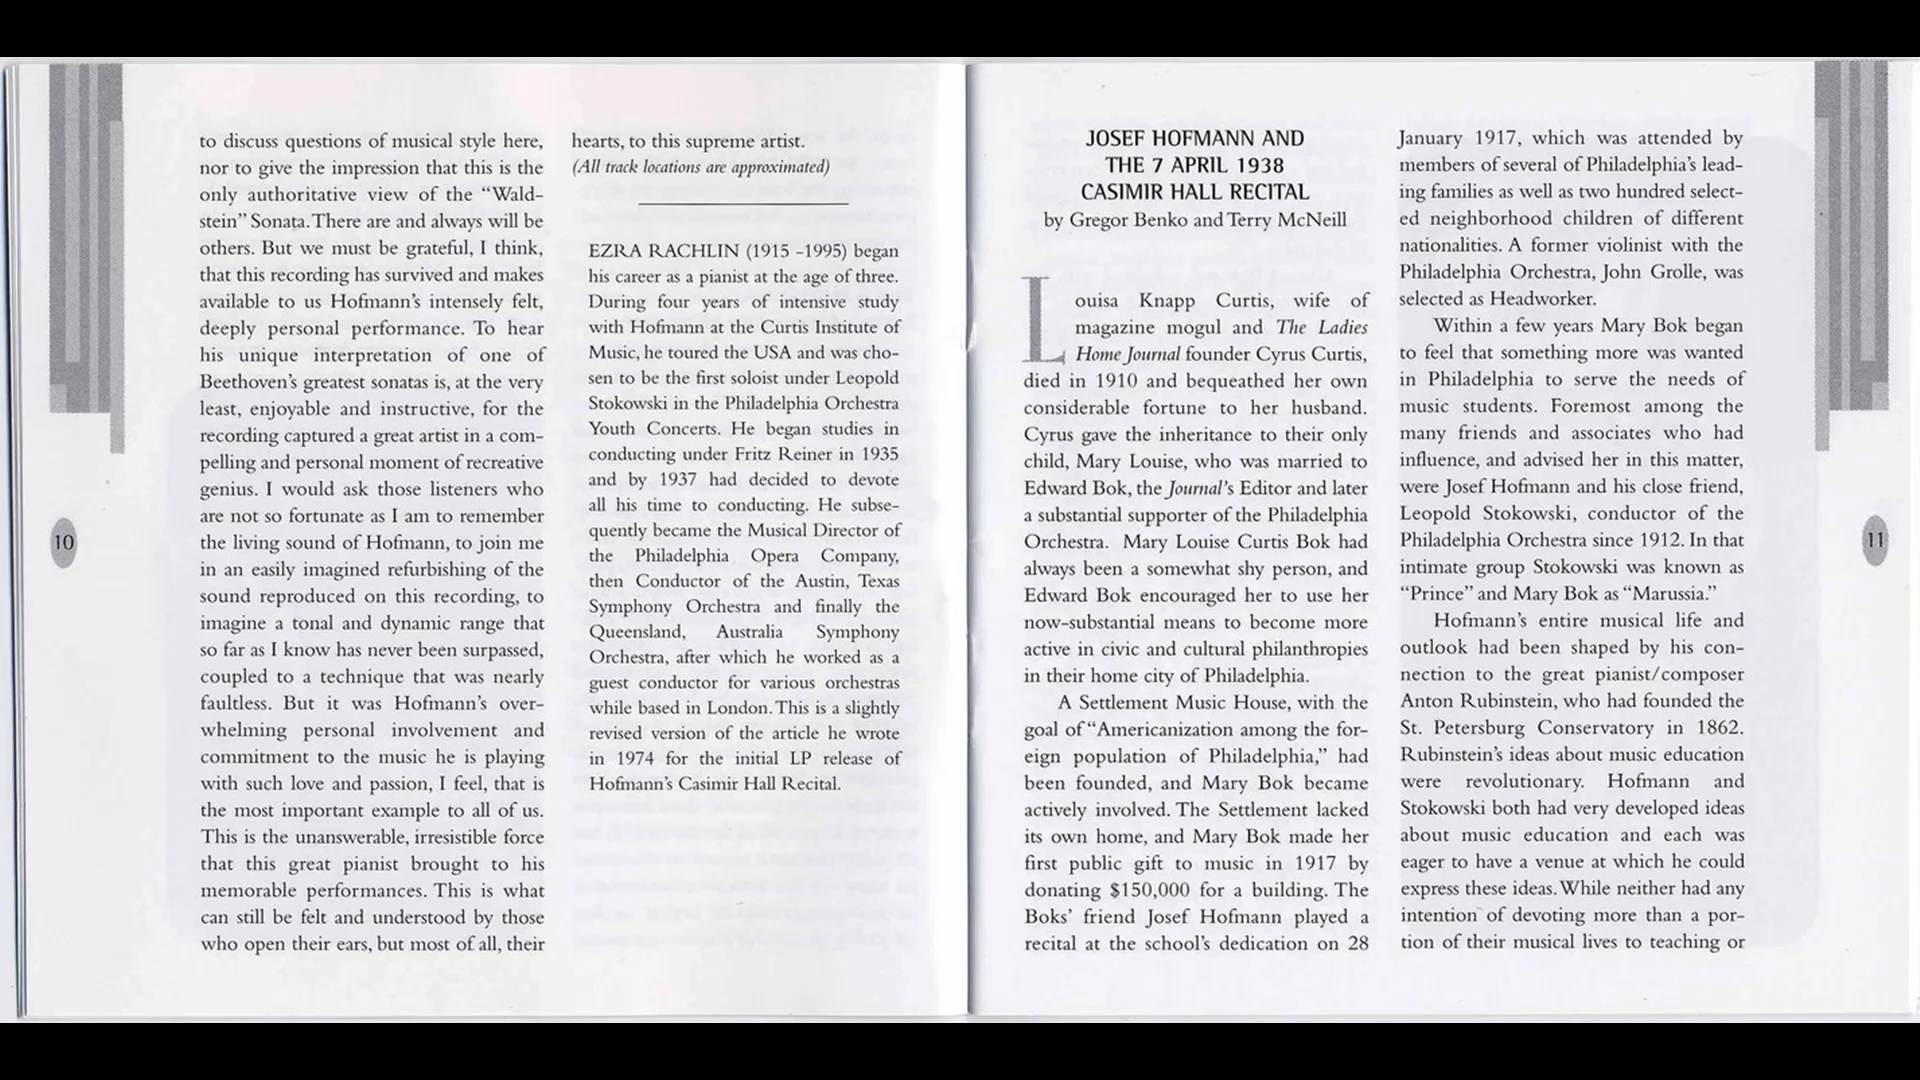 to discuss questions of musical style here,
nor to give the impression that this is the
only authoritative view of the “Wald-
stein” Sonata. There are and always will be
others. But we must be grateful, I think,
that this recording has survived and makes
available to us Hofmann’s intensely felt,
deeply personal performance. To hear
his unique interpretation of one of
Beethoven’s greatest sonatas is, at the very
least, enjoyable and instructive, for the
recording captured a great artist in a com-
pelling and personal moment of recreative
genius. I would ask those listeners who
are not so fortunate as I am to remember
the living sound of Hofmann, to join me
in an easily imagined refurbishing of the
sound reproduced on this recording, to
imagine a tonal and dynamic range that
so far as I know has never been surpassed,
coupled to a technique that was nearly
faultless. But it was Hofmann’s over-
whelming personal involvement and
commitment to the music he is playing
with such love and passion, I feel, that is
the most important example to all of us.
This is the unanswerable, irresistible force
that this great pianist brought to his
memorable performances. This is what
can still be felt and understood by those
who open their ears, but most of all, their
hearts, to this supreme artist.
(All track locations are approximated)
EZRA RACHLIN (1915 -1995) began
his career as a pianist at the age of three.
During four years of intensive study
with Hofmann at the Curtis Institute of
Music, he toured the USA and was cho-
sen to be the first soloist under Leopold
Stokowski in the Philadelphia Orchestra
Youth Concerts. He began studies in
conducting under Fritz Reiner in 1935
and by 1937 had decided to devote
all his time to conducting. He subse-
quently became the Musical Director of
the Philadelphia Opera Company,
then Conductor of the Austin, Texas
Symphony Orchestra and finally the
Queensland, Australia Symphony
Orchestra, after which he worked as a
guest conductor for various orchestras
while based in London. This is a slightly
revised version of the article he wrote
in 1974 for the initial LP release of
Hofmann’s Casimir Hall Recital.
10
JOSEF HOFMANN AND
THE 7 APRIL 1938
CASIMIR HALL RECITAL
by Gregor Benko and Terry McNeill
Louisa Knapp Curtis, wife of
magazine mogul and The Ladies
Home Journal founder Cyrus Curtis,
died in 1910 and bequeathed her own
considerable fortune to her husband.
Cyrus gave the inheritance to their only
child, Mary Louise, who was married to
Edward Bok, the Journal’s Editor and later
a substantial supporter of the Philadelphia
Orchestra. Mary Louise Curtis Bok had
always been a somewhat shy person, and
Edward Bok encouraged her to use her
now-substantial means to become more
active in civic and cultural philanthropies
in their home city of Philadelphia.
A Settlement Music House, with the
goal of “Americanization among the for-
eign population of Philadelphia,” had
been founded, and Mary Bok became
actively involved. The Settlement lacked
its own home, and Mary Bok made her
first public gift to music in 1917 by
donating $150,000 for a building. The
Boks’ friend Josef Hofmann played a
recital at the school’s dedication on 28
January 1917, which was attended by
members of several of Philadelphia’s lead-
ing families as well as two hundred select-
ed neighborhood children of different
nationalities. A former violinist with the
Philadelphia Orchestra, John Grolle, was
selected as Headworker.
Within a few years Mary Bok began
to feel that something more was wanted
in Philadelphia to serve the needs of
music students. Foremost among the
many friends and associates who had
influence, and advised her in this matter,
were Josef Hofmann and his close friend,
Leopold Stokowski, conductor of the
Philadelphia Orchestra since 1912. In that
intimate group Stokowski was known as
“Prince” and Mary Bok as “Marussia.”
Hofmann’s entire musical life and
outlook had been shaped by his con-
nection to the great pianist/composer
Anton Rubinstein, who had founded the
St. Petersburg Conservatory in 1862.
Rubinstein’s ideas about music education
were revolutionary. Hofmann and
Stokowski both had very developed ideas
about music education and each was
eager to have a venue at which he could
express these ideas. While neither had any
intention of devoting more than a por-
tion of their musical lives to teaching or
11